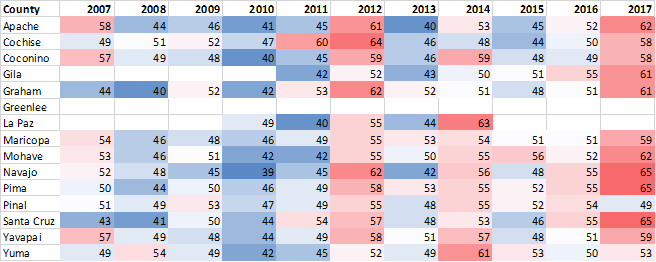 County 2007 2008 2009 2010 2011 2012 2013 2014 2015 2016 2017
Apache 58 44 46 41 45 61 40 53 45 52 62
Cochise 49 51 52 47 60 64 46 48 44 50 58
Coconino 57 49 48 40 45 59 46 59 48 49 58
Gila 42 52 43 50 51 55 61
Graham 44 40 52 42 53 62 52 51 48 51 61
Greenlee
La Paz 49 40 55 44 63
Maricopa 54 46 48 46 49 55 53 54 51 51 59
Mohave 53 46 51 42 42 55 50 55 56 52 62
Navajo 52 48 45 39 45 62 42 56 48 55 65
Pima 50 44 50 46 49 58 53 55 52 55 65
Pinal 51 49 53 47 49 55 48 55 52 54 49
Santa Cruz 43 41 50 44 54 57 48 53 46 55 65
Yavapai 57 49 48 44 49 58 51 57 48 51 59
Yuma 49 54 49 42 45 52 49 61 53 50 53